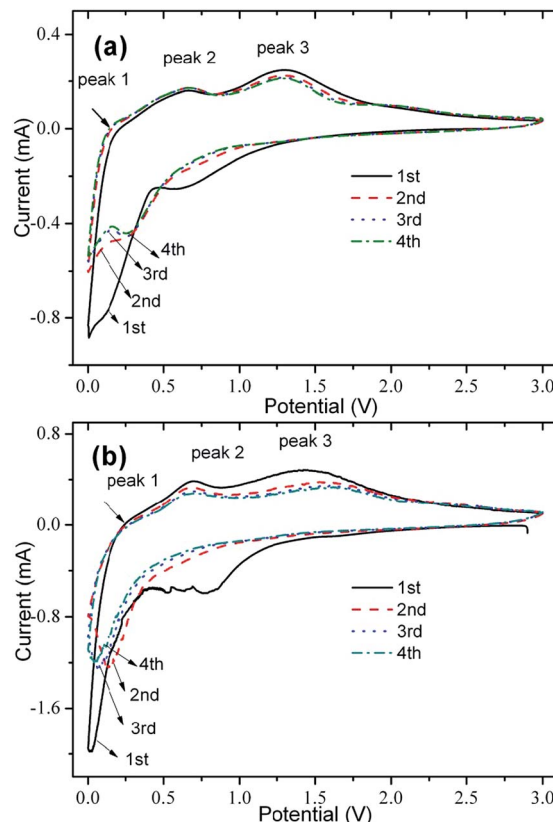 (a)
peak 1
peak 2
peak 3
0.4
0.0
-0.4
-0.8
Current (mA)
1st
2nd
3rd
4th
4th
3rd
2nd
1st
0.0 0.5 1.0 1.5 2.0 2.5 3.0
Potential (V)
(b)
peak 1
peak 2
peak 3
0.8
0.0
-0.8
-1.6
Current (mA)
1st
2nd
3rd
4th
4th
2nd
3rd
1st
0.0 0.5 1.0 1.5 2.0 2.5 3.0
Potential (V)